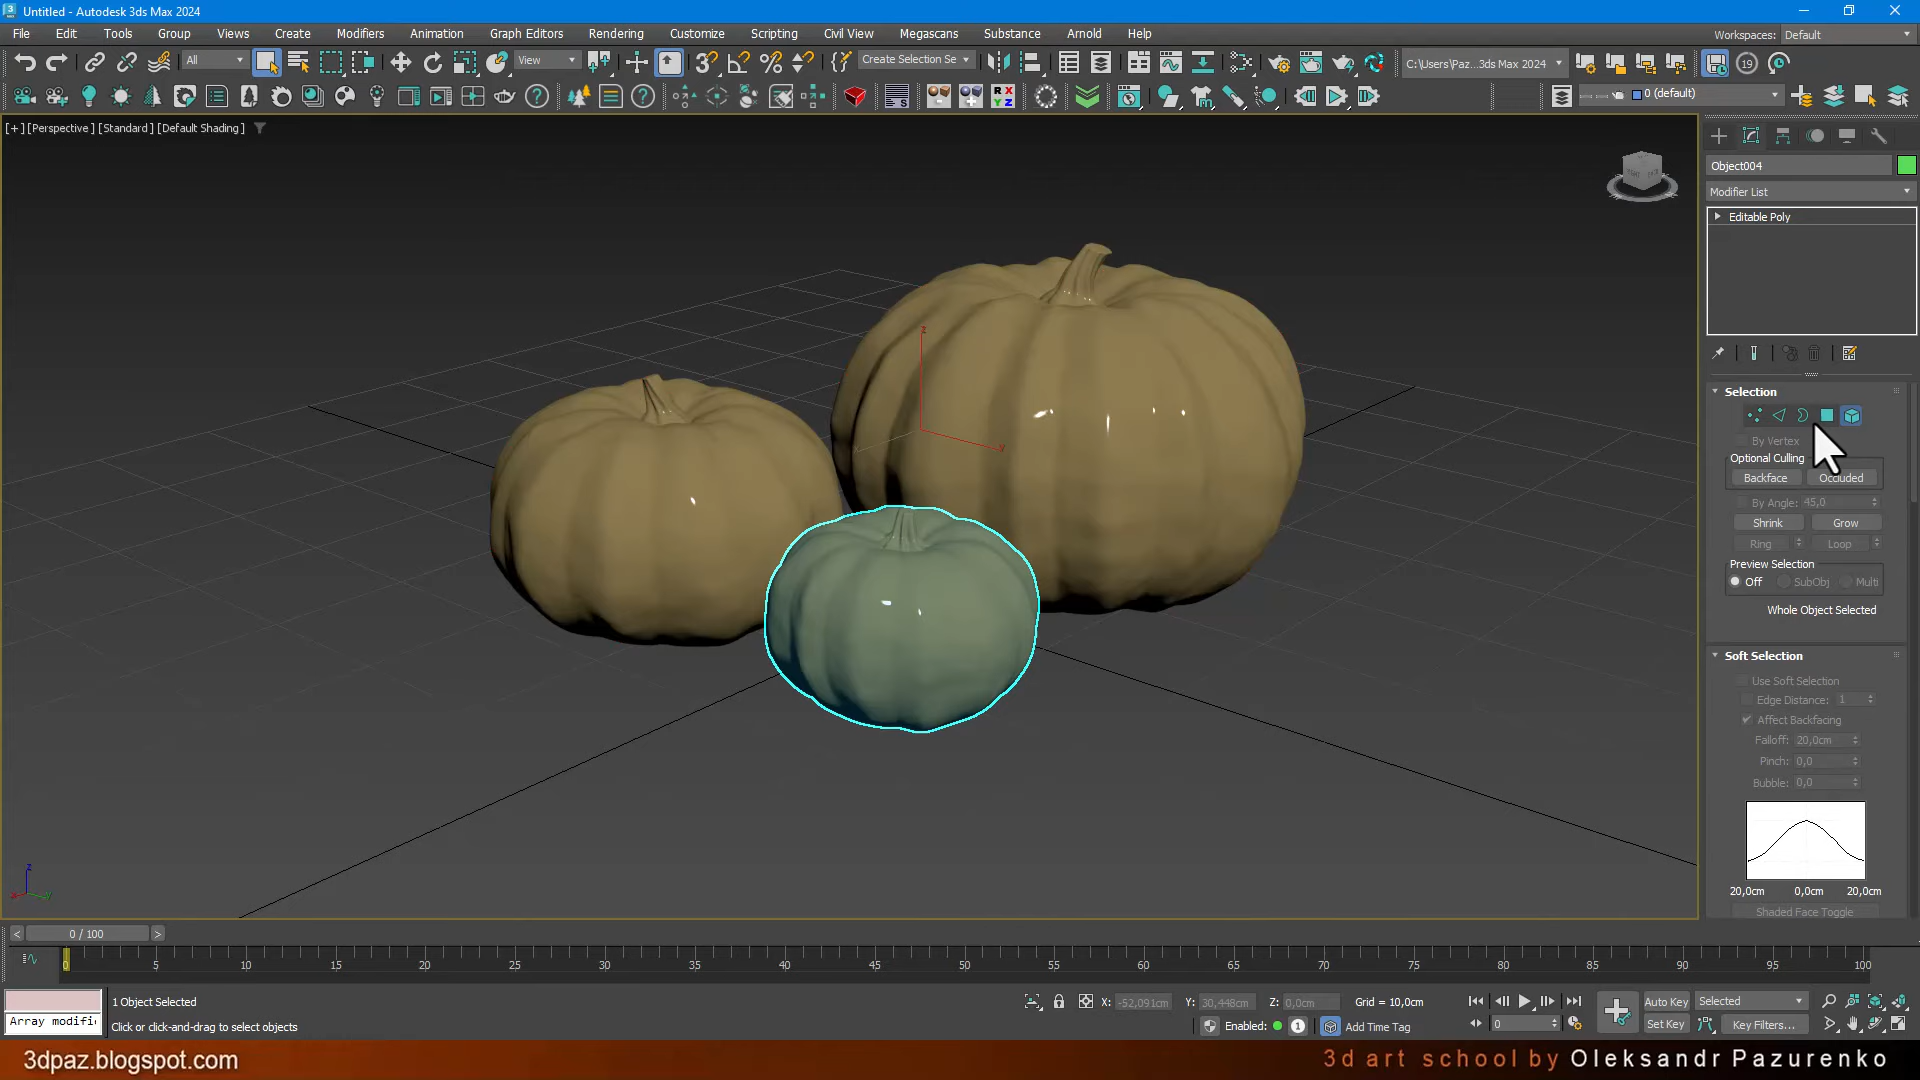 Untitled - Autodesk 3ds Max 2024
File Edit Tools Group Views Create Modifiers Animation Graph Editors Rendering Customize Scripting Civil View Megascans Substance Arnold Help
Workspaces: Default
All View Create Selection Se C:\Users\Paz...3ds Max 2024 19
0 (default)
[+] [Perspective ] [Standard ] [Default Shading ]
Object004
Modifier List
Editable Poly
Selection
By Vertex
Optional Culling
Backface Occluded
By Angle: 45,0
Shrink Grow
Ring Loop
Preview Selection
Off SubObj Multi
Whole Object Selected
Soft Selection
Use Soft Selection
Edge Distance: 1
Affect Backfacing
Falloff: 20,0cm
Pinch: 0,0
Bubble: 0,0
20,0cm 0,0cm 20,0cm
Shaded Face Toggle
z
x
y
< 0 / 100 >
0 5 10 15 20 25 30 35 40 45 50 55 60 65 70 75 80 85 90 95 100
1 Object Selected X: -52,091cm Y: 30,448cm Z: 0,0cm Grid = 10,0cm Auto Key Selected
Array modifi
Click or click-and-drag to select objects Enabled: 1 Add Time Tag 0 Set Key Key Filters...
3dpaz.blogspot.com
3d art school by Oleksandr Pazurenko